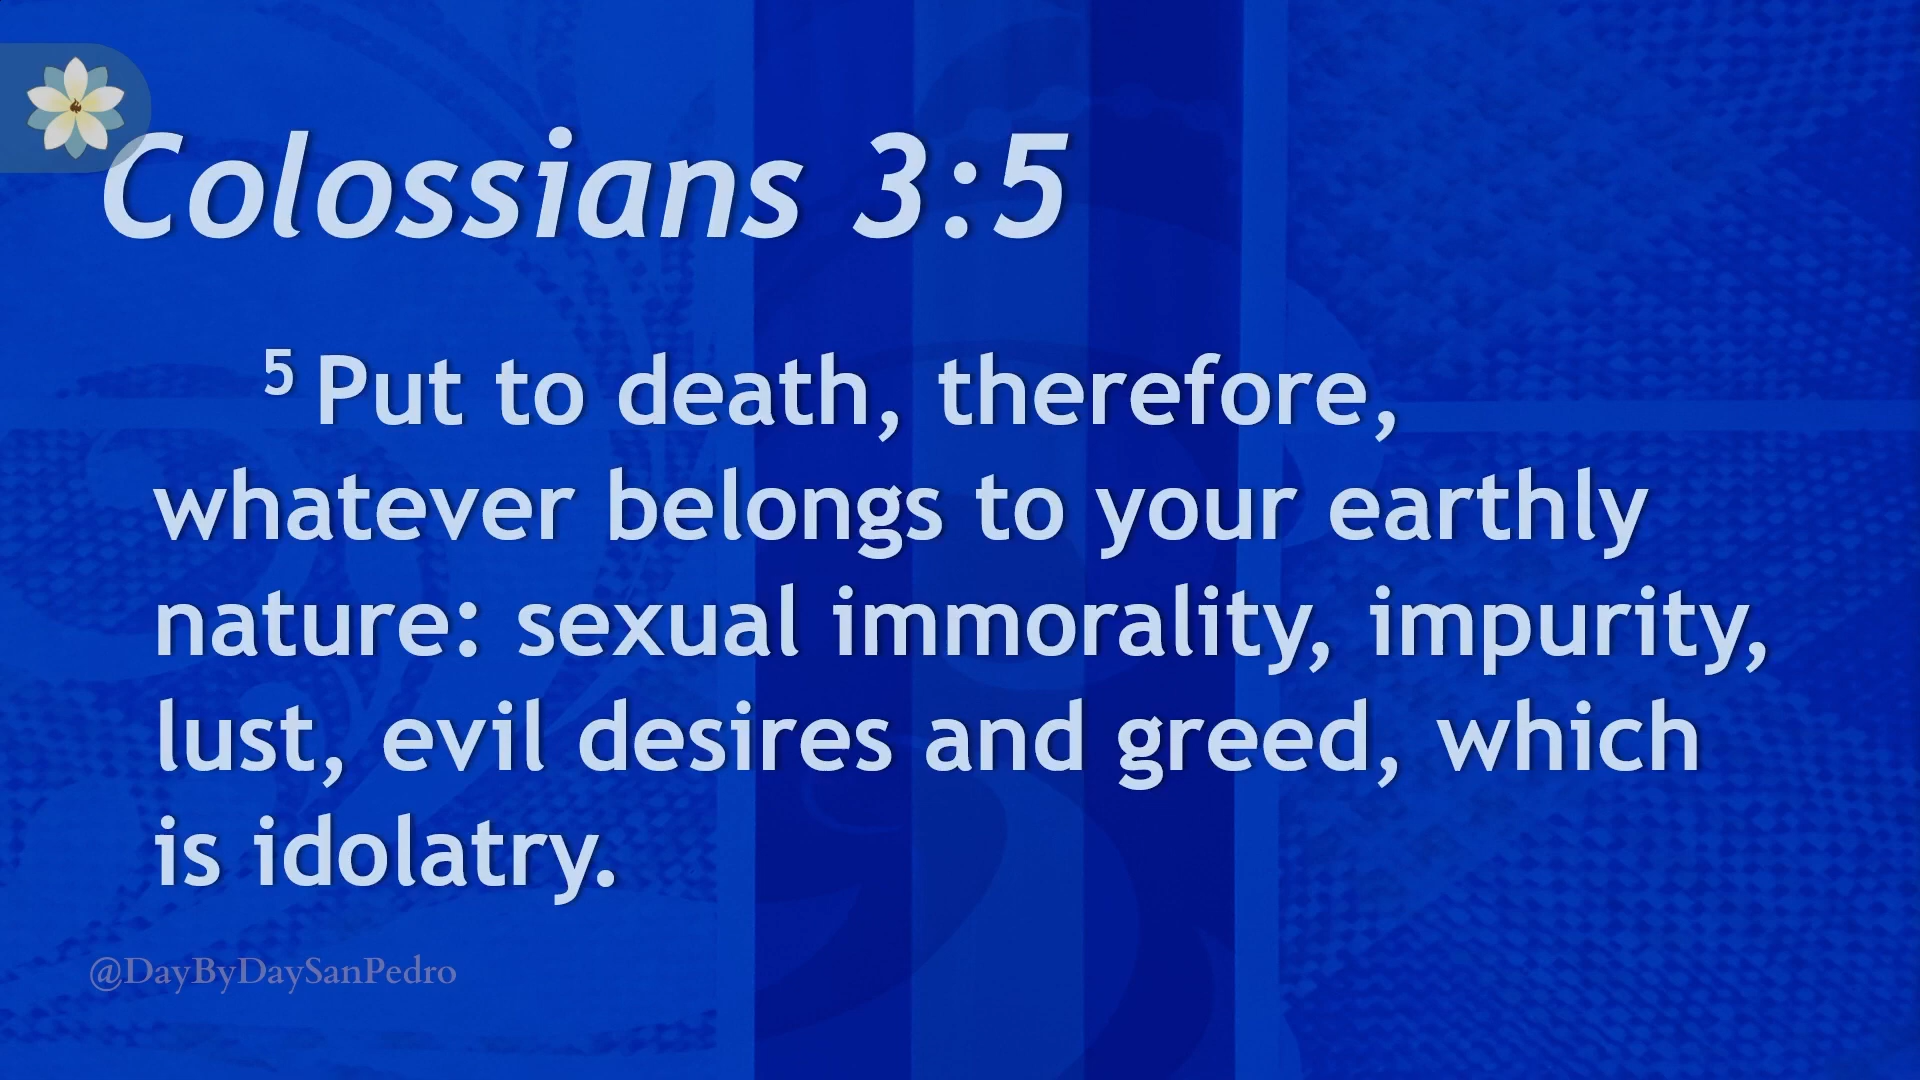 Colossians 3:5
5 Put to death, therefore,
whatever belongs to your earthly
nature: sexual immorality, impurity,
lust, evil desires and greed, which
is idolatry.
@DayByDaySanPedro